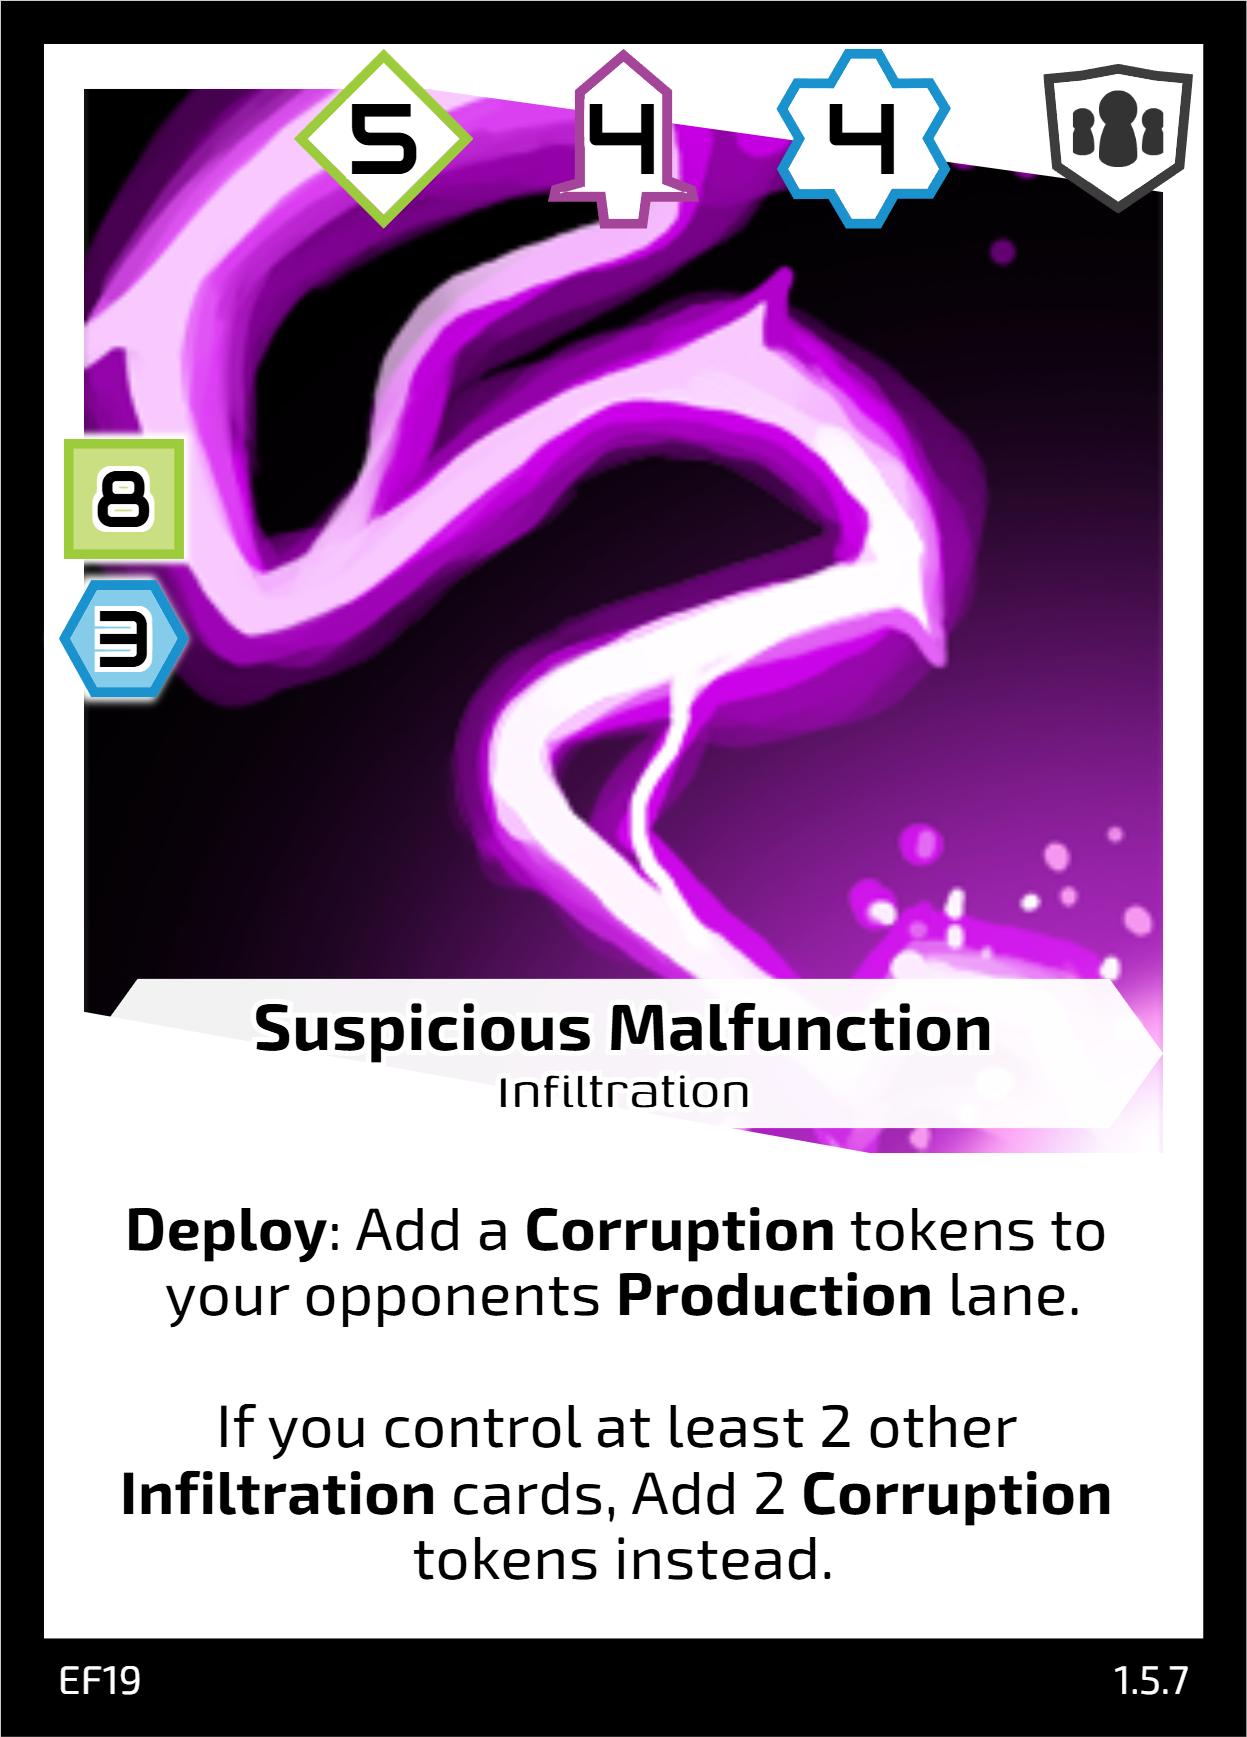 5 4 4
8
3
Suspicious Malfunction
Infiltration
Deploy: Add a Corruption tokens to
your opponents Production lane.
If you control at least 2 other
Infiltration cards, Add 2 Corruption
tokens instead.
EF19 1.5.7